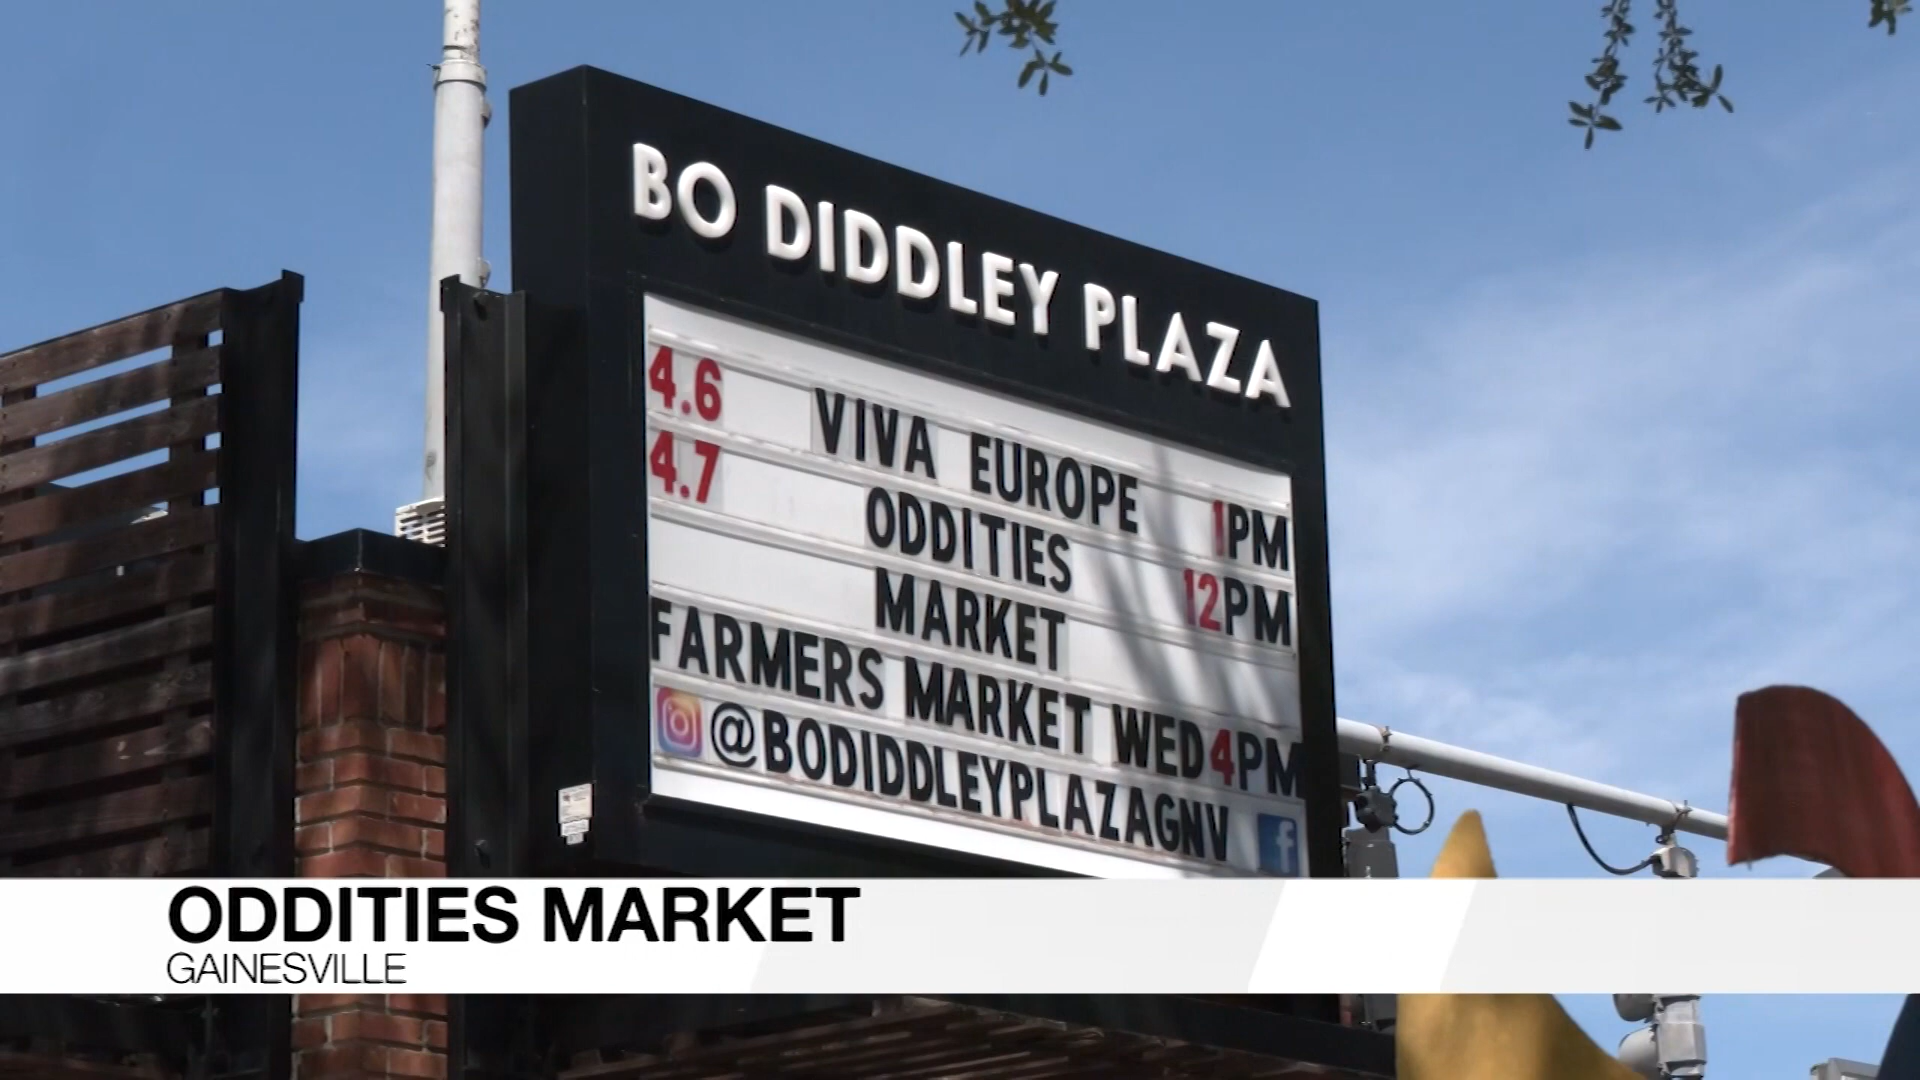 BO DIDDLEY PLAZA
4.6 VIVA EUROPE 1PM
4.7 ODDITIES 12PM
MARKET
FARMERS MARKET WED 4PM
@BODIDDLEYPLAZAGNV f
ODDITIES MARKET
GAINESVILLE